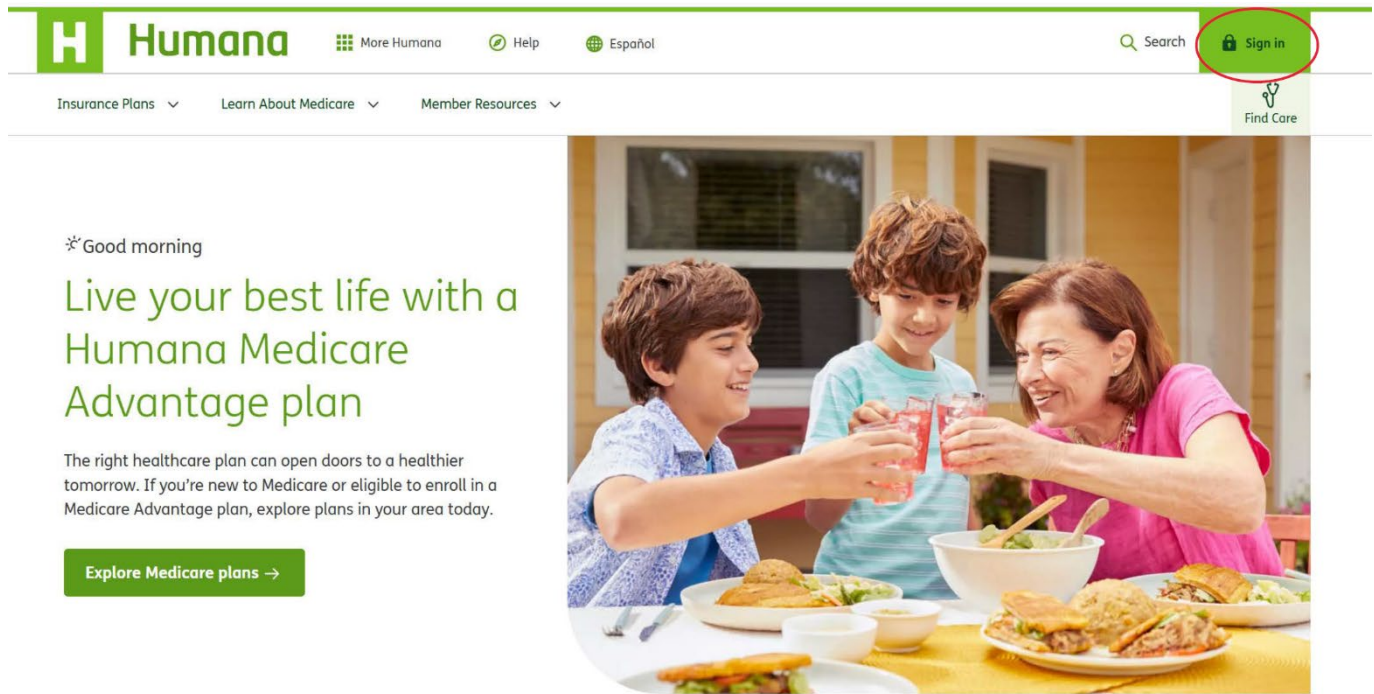 H Humana More Humana Help Español Search Sign in
Insurance Plans Learn About Medicare Member Resources Find Care
Good morning
Live your best life with a
Humana Medicare
Advantage plan
The right healthcare plan can open doors to a healthier
tomorrow. If you're new to Medicare or eligible to enroll in a
Medicare Advantage plan, explore plans in your area today.
Explore Medicare plans →